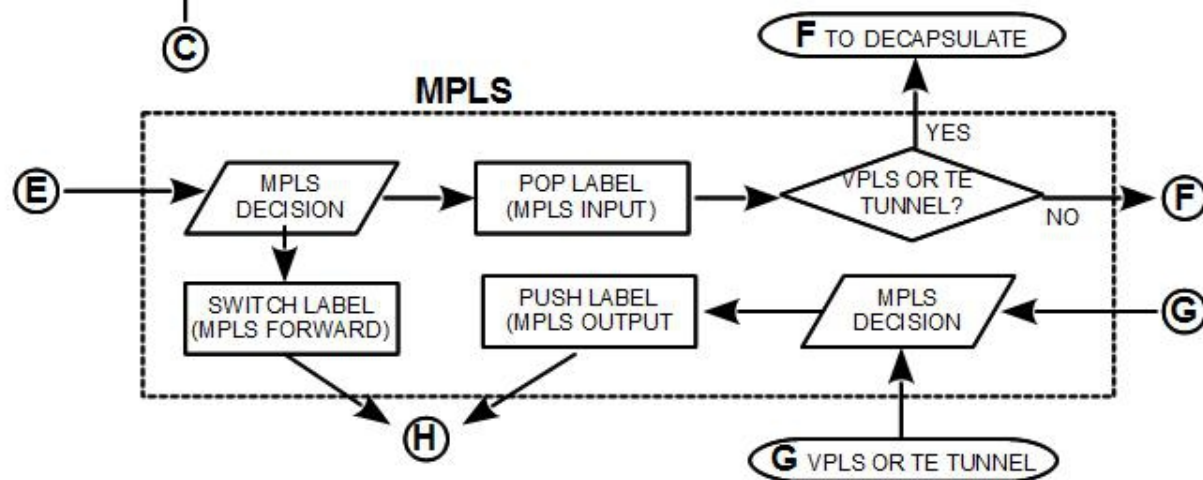 C
F TO DECAPSULATE
MPLS
YES
E
MPLS
DECISION
POP LABEL
(MPLS INPUT)
VPLS OR TE
TUNNEL?
NO
F
SWITCH LABEL
(MPLS FORWARD)
PUSH LABEL
(MPLS OUTPUT
MPLS
DECISION
G
H
G VPLS OR TE TUNNEL